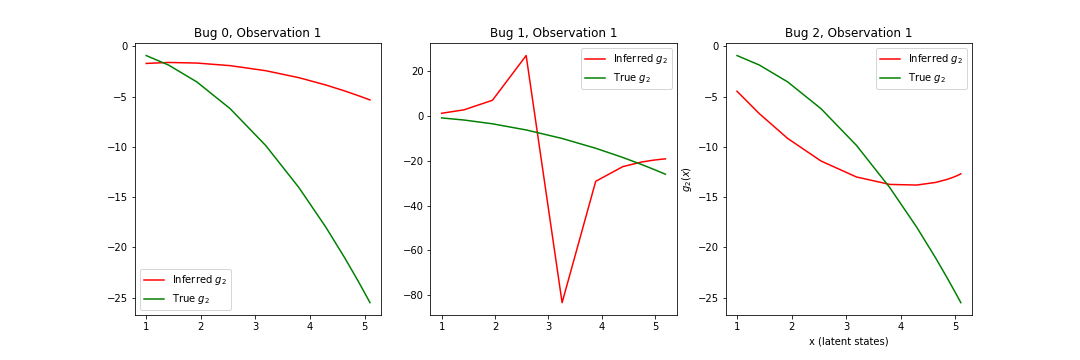 Bug 0, Observation 1
0
−5
−10
−15
−20
−25
1 2 3 4 5
Inferred g₂
True g₂
Bug 1, Observation 1
20
0
−20
−40
−60
−80
1 2 3 4 5
Inferred g₂
True g₂
Bug 2, Observation 1
g₂(x)
0
−5
−10
−15
−20
−25
1 2 3 4 5
x (latent states)
Inferred g₂
True g₂